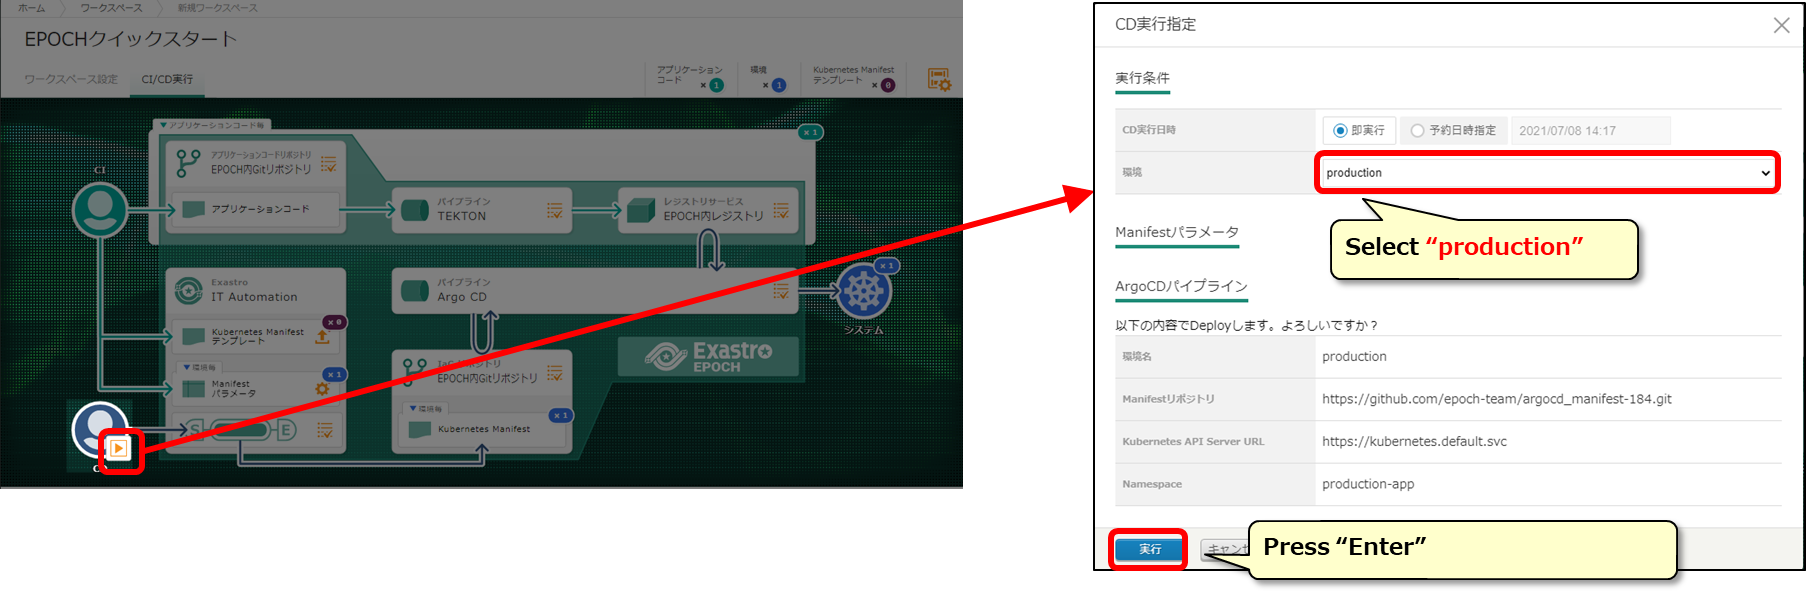 ホーム
ワークスペース
新規ワークスペース
EPOCHクイックスタート
ワークスペース設定
CI/CD実行
アプリケーション
コード
× 1
環境
× 1
Kubernetes Manifest
テンプレート
× 0
▼アプリケーションコード毎
× 1
CI
アプリケーションコードリポジトリ
EPOCH内Gitリポジトリ
アプリケーションコード
パイプライン
TEKTON
レジストリサービス
EPOCH内レジストリ
Exastro
IT Automation
Kubernetes Manifest
テンプレート
× 0
▼環境毎
Manifest
パラメータ
× 1
S
E
パイプライン
Argo CD
× 1
システム
IaCリポジトリ
EPOCH内Gitリポジトリ
▼環境毎
× 1
Kubernetes Manifest
Exastro
EPOCH
CD実行指定
実行条件
CD実行日時
即実行
予約日時指定
2021/07/08 14:17
環境
production
Select “production”
Manifestパラメータ
ArgoCDパイプライン
以下の内容でDeployします。よろしいですか？
環境名
production
Manifestリポジトリ
https://github.com/epoch-team/argocd_manifest-184.git
Kubernetes API Server URL
https://kubernetes.default.svc
Namespace
production-app
実行
Press “Enter”